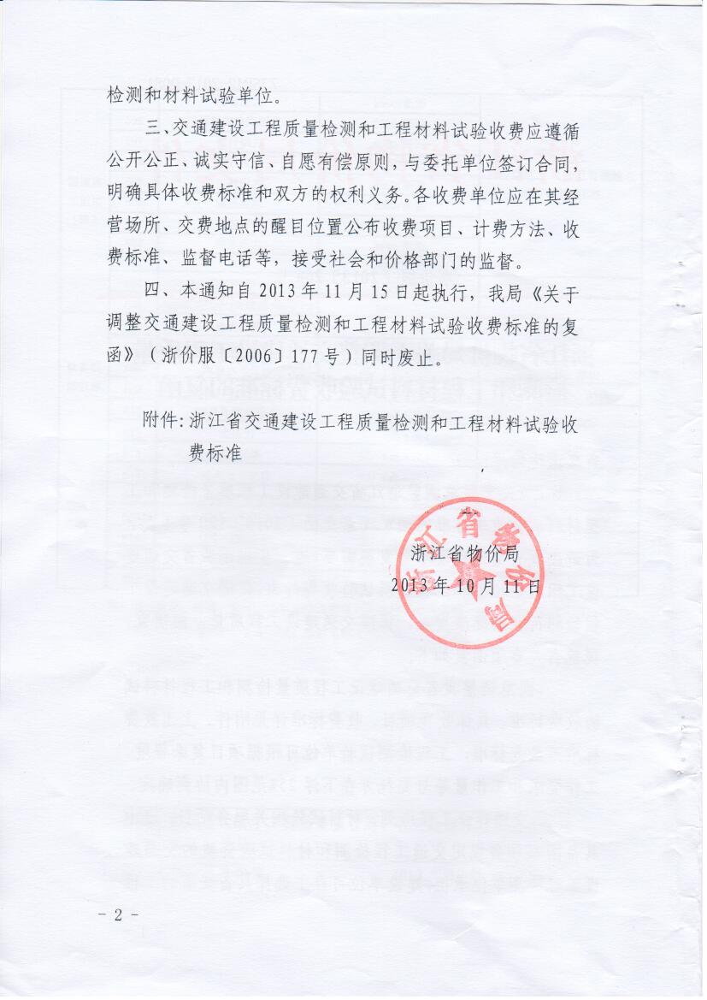 检测和材料试验单位。
三、交通建设工程质量检测和工程材料试验收费应遵循
公开公正、诚实守信、自愿有偿原则，与委托单位签订合同，
明确具体收费标准和双方的权利义务。各收费单位应在其经
营场所、交费地点的醒目位置公布收费项目、计费方法、收
费标准、监督电话等，接受社会和价格部门的监督。
四、本通知自2013年11月15日起执行，我局《关于
调整交通建设工程质量检测和工程材料试验收费标准的复
函》（浙价服〔2006〕177号）同时废止。
附件：浙江省交通建设工程质量检测和工程材料试验收
费标准
浙江省物价局
浙江省物价局
2013年10月11日
- 2 -